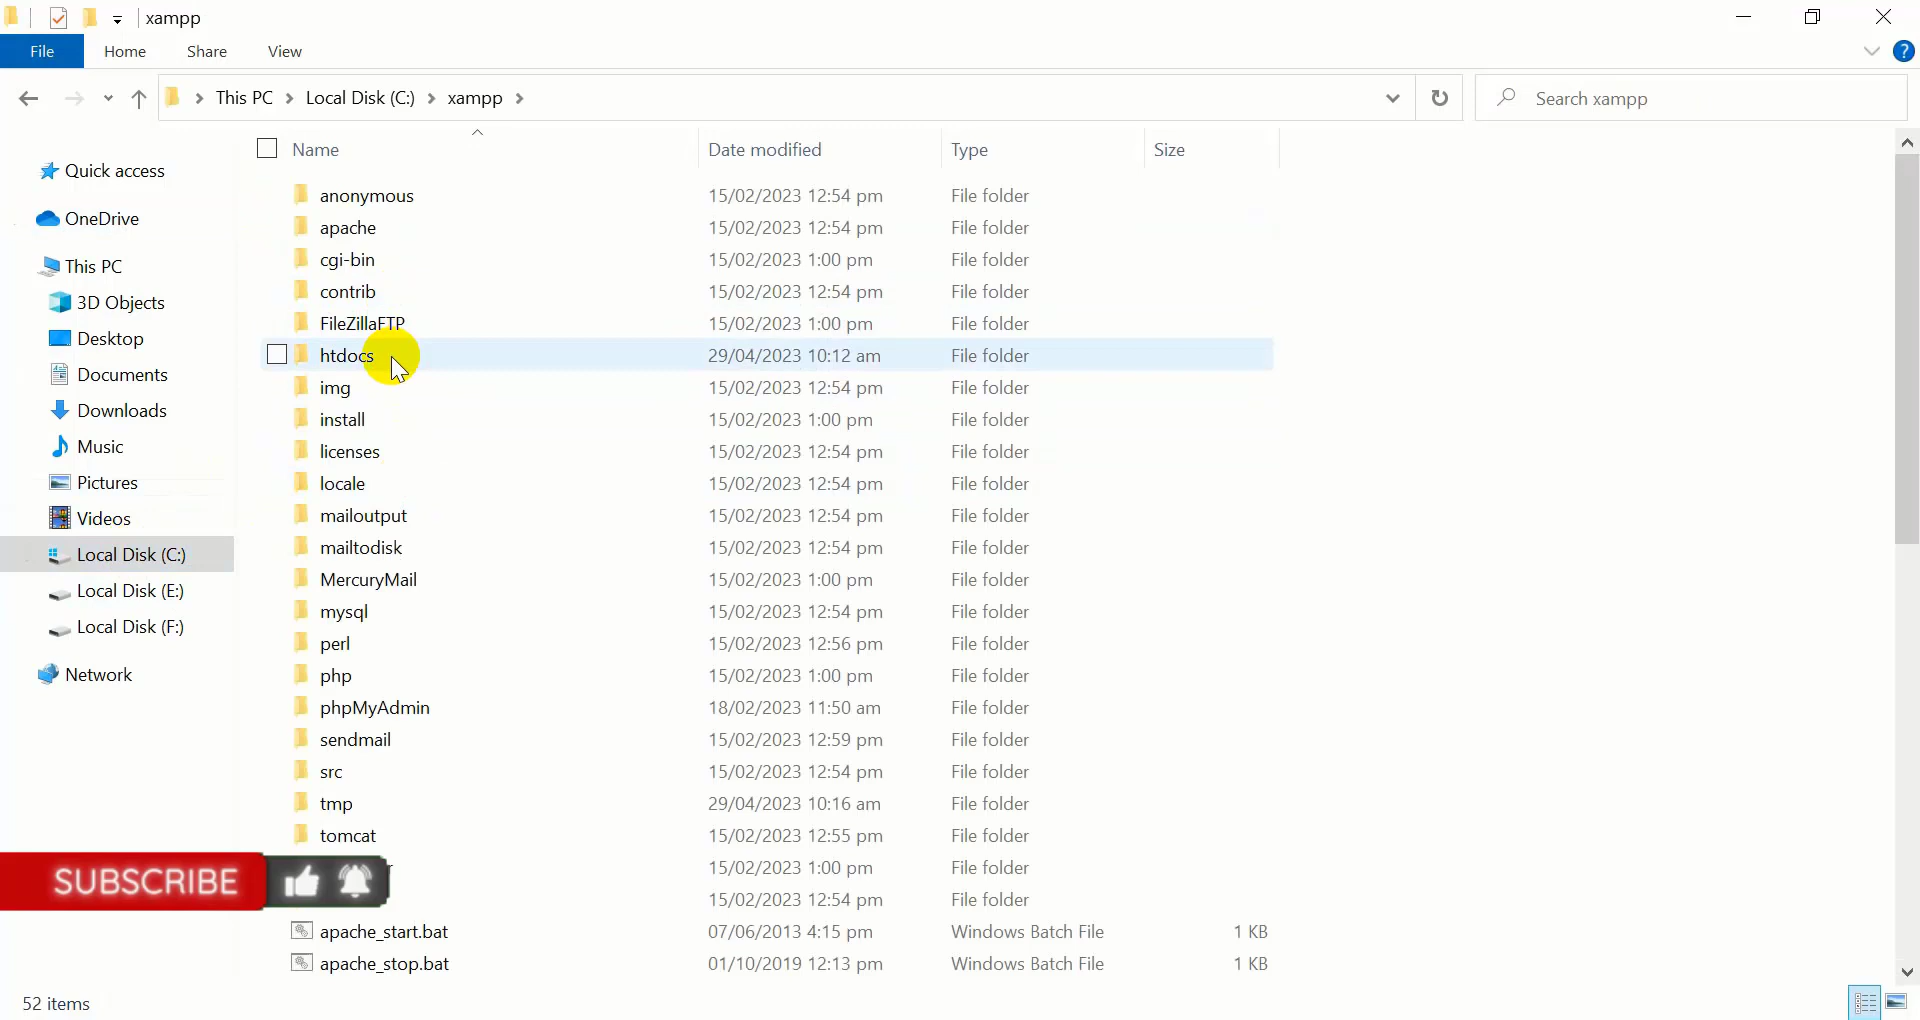 xampp
File Home Share View
This PC Local Disk (C:) xampp
Search xampp
Quick access
OneDrive
This PC
3D Objects
Desktop
Documents
Downloads
Music
Pictures
Videos
Local Disk (C:)
Local Disk (E:)
Local Disk (F:)
Network
Name Date modified Type Size
anonymous 15/02/2023 12:54 pm File folder
apache 15/02/2023 12:54 pm File folder
cgi-bin 15/02/2023 1:00 pm File folder
contrib 15/02/2023 12:54 pm File folder
FileZillaFTP 15/02/2023 1:00 pm File folder
htdocs 29/04/2023 10:12 am File folder
img 15/02/2023 12:54 pm File folder
install 15/02/2023 1:00 pm File folder
licenses 15/02/2023 12:54 pm File folder
locale 15/02/2023 12:54 pm File folder
mailoutput 15/02/2023 12:54 pm File folder
mailtodisk 15/02/2023 12:54 pm File folder
MercuryMail 15/02/2023 1:00 pm File folder
mysql 15/02/2023 12:54 pm File folder
perl 15/02/2023 12:56 pm File folder
php 15/02/2023 1:00 pm File folder
phpMyAdmin 18/02/2023 11:50 am File folder
sendmail 15/02/2023 12:59 pm File folder
src 15/02/2023 12:54 pm File folder
tmp 29/04/2023 10:16 am File folder
tomcat 15/02/2023 12:55 pm File folder
15/02/2023 1:00 pm File folder
15/02/2023 12:54 pm File folder
apache_start.bat 07/06/2013 4:15 pm Windows Batch File 1 KB
apache_stop.bat 01/10/2019 12:13 pm Windows Batch File 1 KB
SUBSCRIBE
52 items